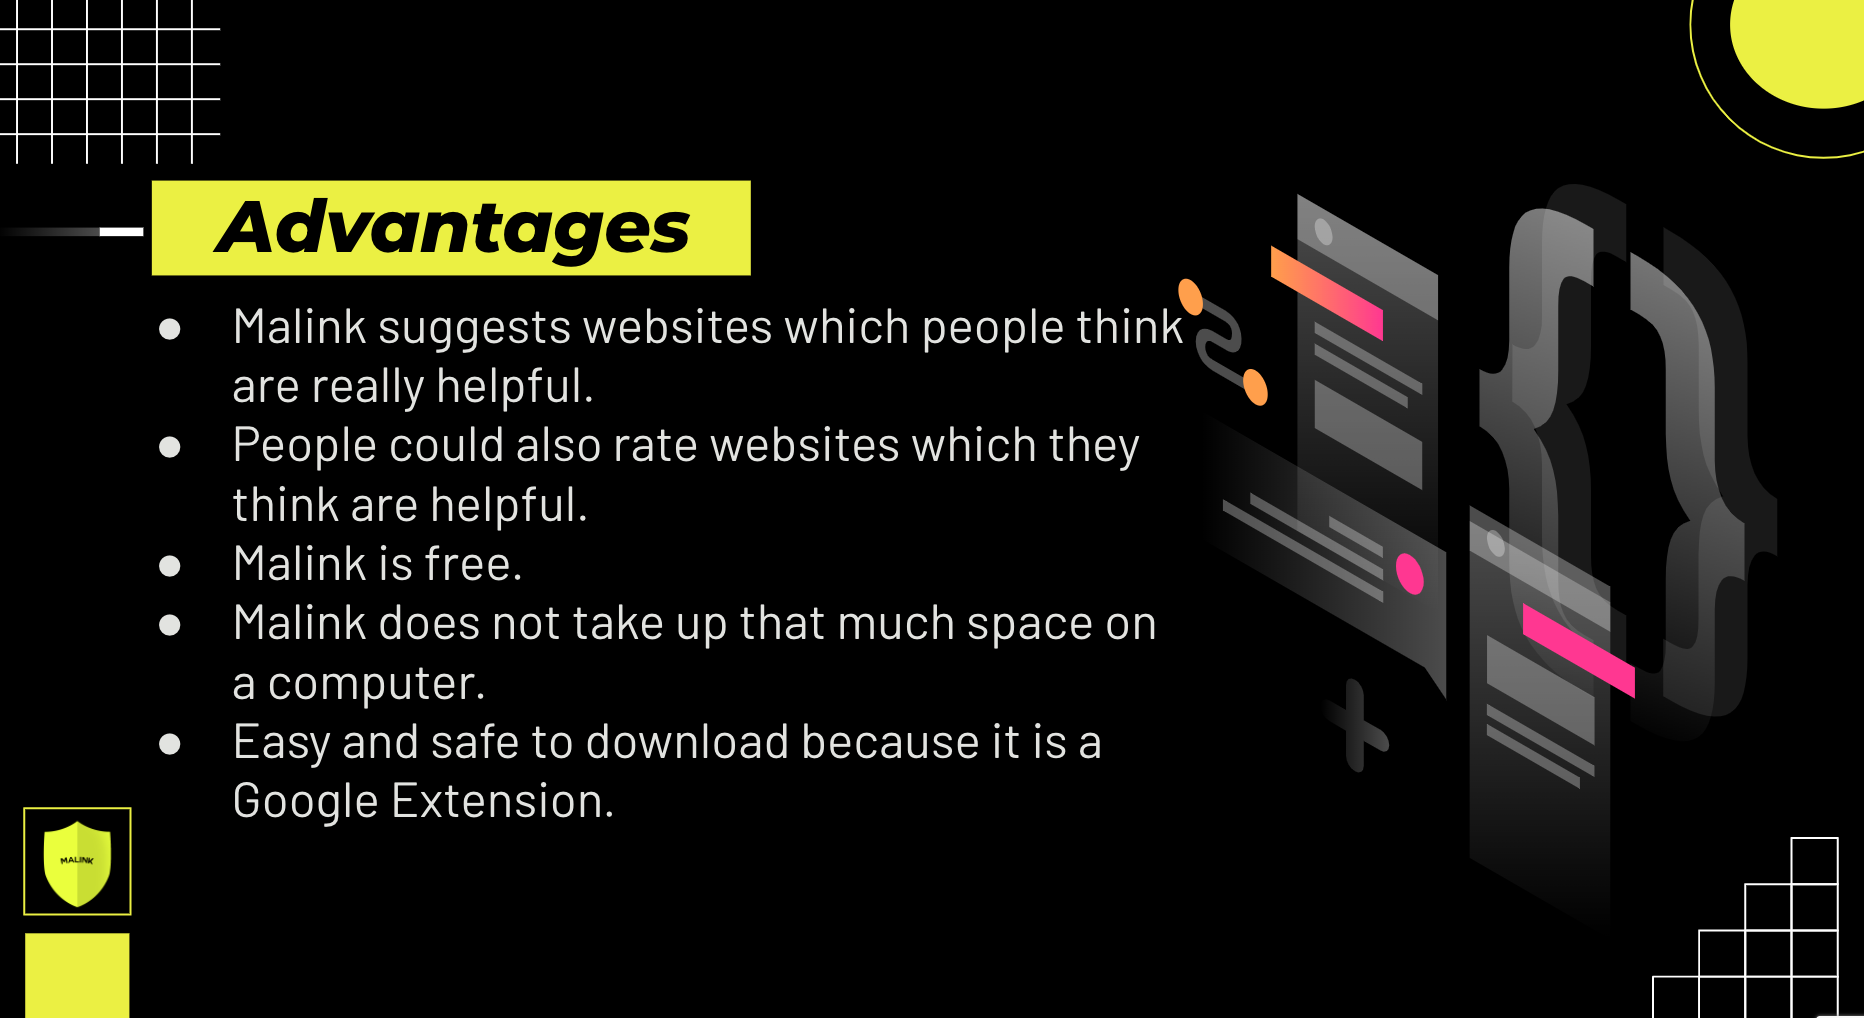 Advantages
● Malink suggests websites which people think
are really helpful.
● People could also rate websites which they
think are helpful.
● Malink is free.
● Malink does not take up that much space on
a computer.
● Easy and safe to download because it is a
Google Extension.
MALINK